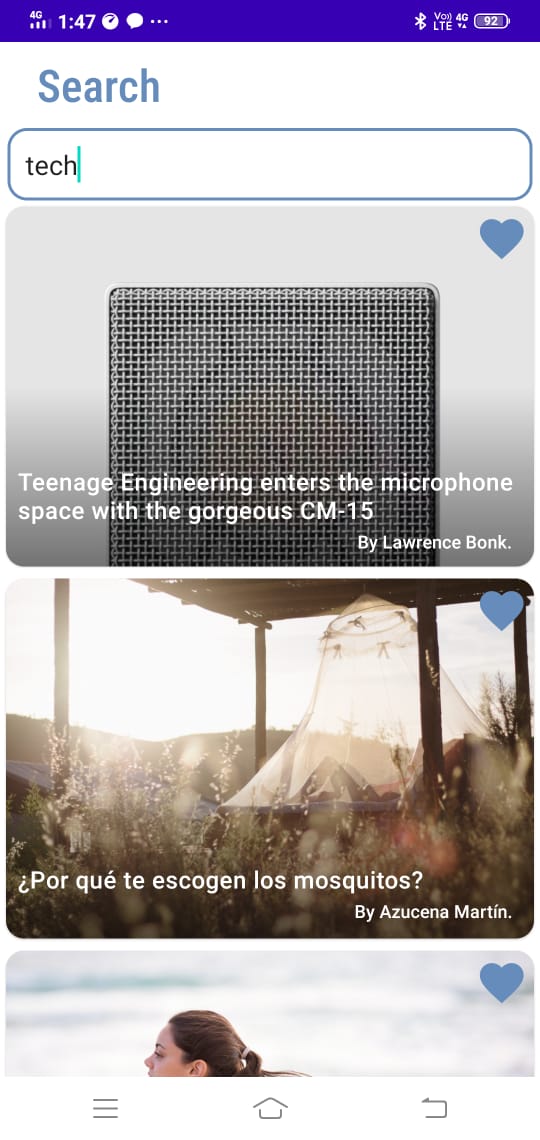 4G 1:47 Vo)) LTE 4G 92
Search
tech
Teenage Engineering enters the microphone
space with the gorgeous CM-15
By Lawrence Bonk.
¿Por qué te escogen los mosquitos?
By Azucena Martín.